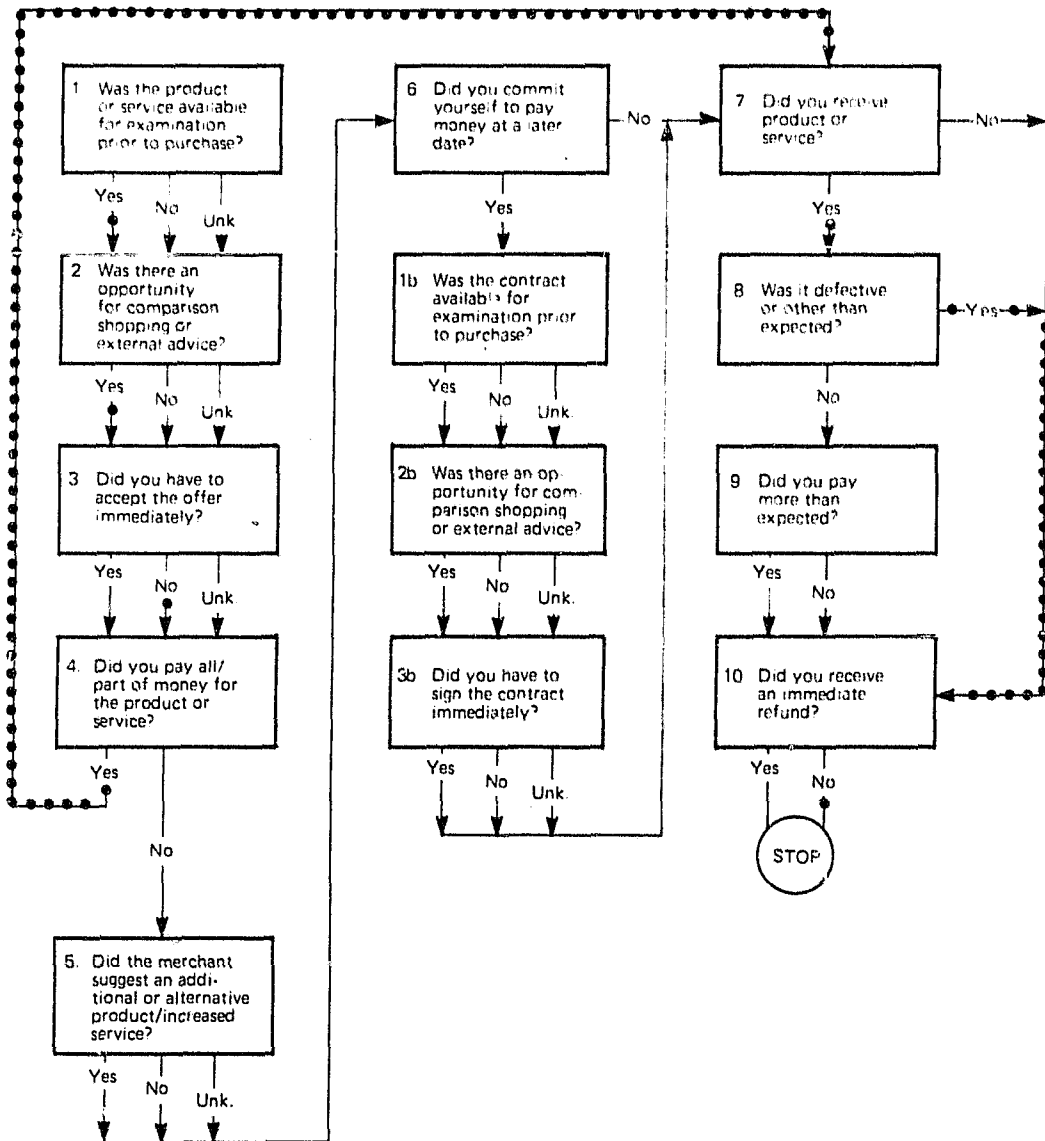 1 Was the product
or service available
for examination
prior to purchase?
Yes
No
Unk
2 Was there an
opportunity
for comparison
shopping or
external advice?
Yes
No
Unk
3 Did you have to
accept the offer
immediately?
Yes
No
Unk.
4. Did you pay all/
part of money for
the product or
service?
Yes
No
5. Did the merchant
suggest an addi-
tional or alternative
product/increased
service?
Yes
No
Unk.
6 Did you commit
yourself to pay
money at a later
date?
No
Yes
1b Was the contract
available for
examination prior
to purchase?
Yes
No
Unk.
2b Was there an op-
portunity for com-
parison shopping
or external advice?
Yes
No
Unk.
3b Did you have to
sign the contract
immediately?
Yes
No
Unk.
7 Did you receive
product or
service?
No
Yes
8 Was it defective
or other than
expected?
Yes
No
9 Did you pay
more than
expected?
Yes
No
10 Did you receive
an immediate
refund?
Yes
No
STOP